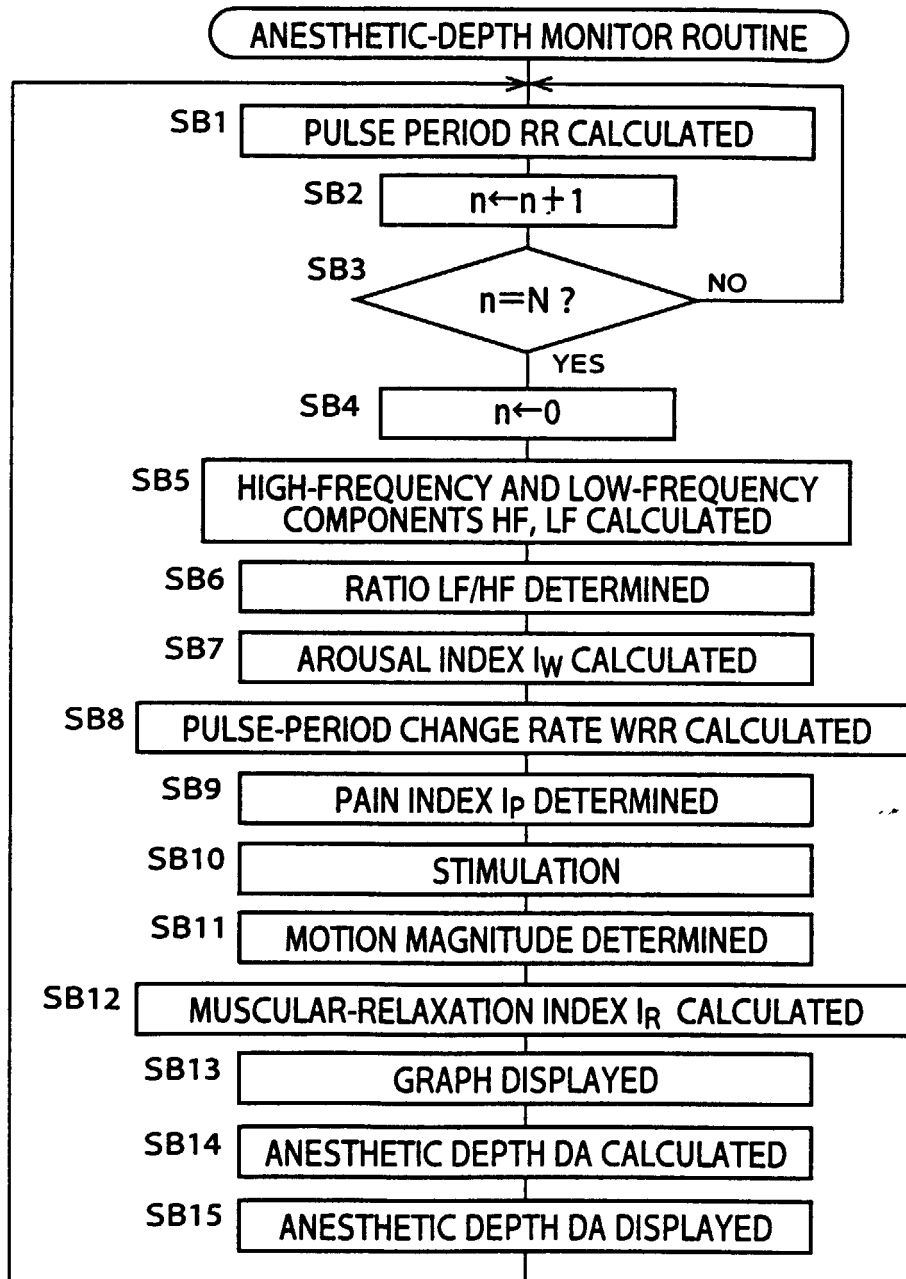 ANESTHETIC-DEPTH MONITOR ROUTINE
SB1 PULSE PERIOD RR CALCULATED
SB2 n←n+1
SB3 n=N ? NO
YES
SB4 n←0
SB5 HIGH-FREQUENCY AND LOW-FREQUENCY
COMPONENTS HF, LF CALCULATED
SB6 RATIO LF/HF DETERMINED
SB7 AROUSAL INDEX IW CALCULATED
SB8 PULSE-PERIOD CHANGE RATE WRR CALCULATED
SB9 PAIN INDEX IP DETERMINED
SB10 STIMULATION
SB11 MOTION MAGNITUDE DETERMINED
SB12 MUSCULAR-RELAXATION INDEX IR CALCULATED
SB13 GRAPH DISPLAYED
SB14 ANESTHETIC DEPTH DA CALCULATED
SB15 ANESTHETIC DEPTH DA DISPLAYED